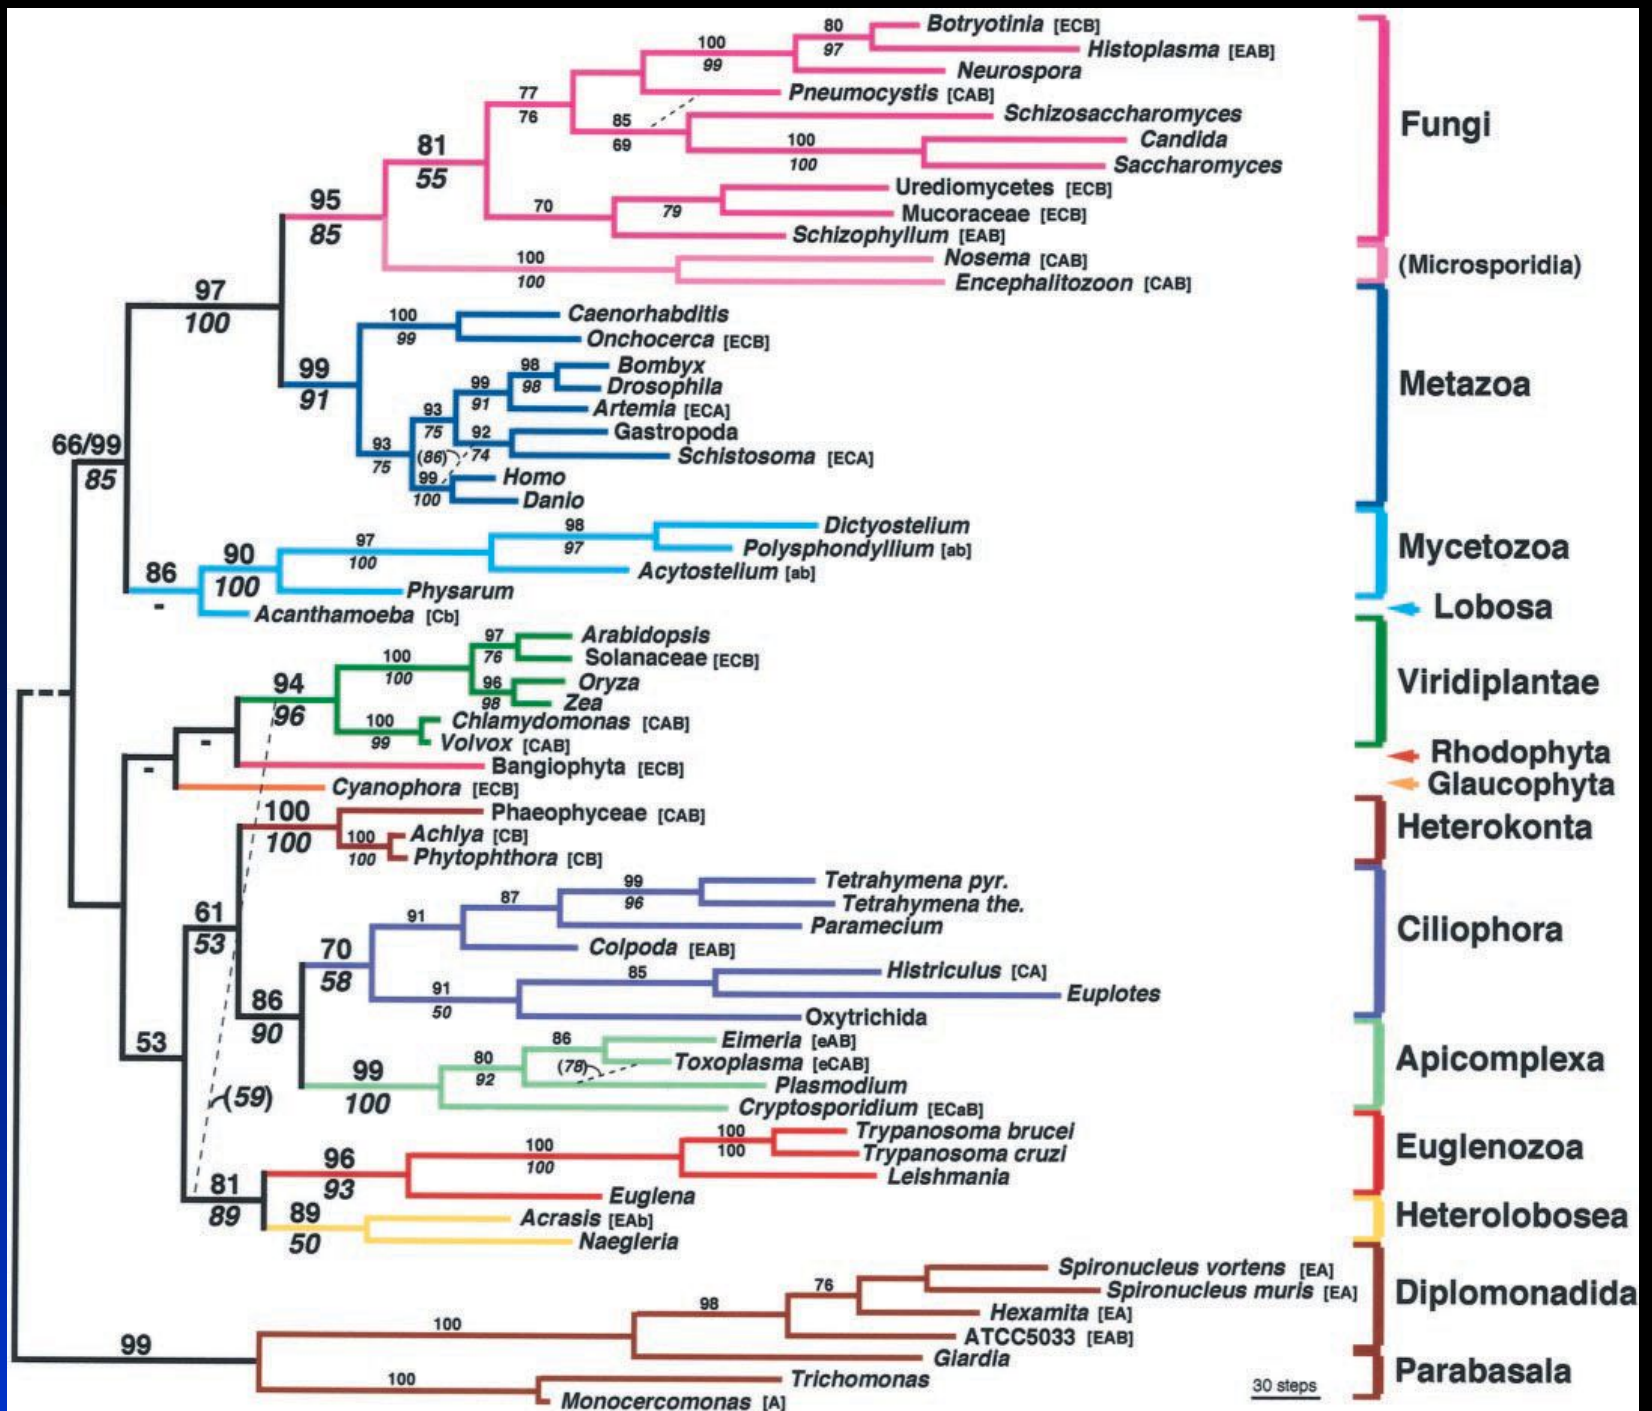 80
Botryotinia [ECB]
100
97
Histoplasma [EAB]
99
Neurospora
77
Pneumocystis [CAB]
76
85
Schizosaccharomyces
Fungi
69
100
Candida
81
100
Saccharomyces
55
Urediomycetes [ECB]
95
70
79
Mucoraceae [ECB]
85
Schizophyllum [EAB]
100
Nosema [CAB]
(Microsporidia)
100
Encephalitozoon [CAB]
97
100
100
Caenorhabditis
99
Onchocerca [ECB]
99
98
Bombyx
91
99
98
Drosophila
Metazoa
93
91
Artemia [ECA]
75
92
Gastropoda
66/99
93
(86)
74
Schistosoma [ECA]
85
75
99
Homo
100
Danio
98
Dictyostelium
97
97
Polysphondyllium [ab]
Mycetozoa
90
100
Acytostelium [ab]
86
100
Physarum
-
Acanthamoeba [Cb]
Lobosa
97
Arabidopsis
100
76
Solanaceae [ECB]
94
100
96
Oryza
Viridiplantae
96
98
Zea
100
Chlamydomonas [CAB]
-
99
Volvox [CAB]
-
Bangiophyta [ECB]
Rhodophyta
Cyanophora [ECB]
Glaucophyta
100
Phaeophyceae [CAB]
100
100
Achlya [CB]
Heterokonta
100
Phytophthora [CB]
99
Tetrahymena pyr.
87
96
Tetrahymena the.
61
91
Paramecium
Ciliophora
53
70
Colpoda [EAB]
58
85
Histriculus [CA]
91
Euplotes
86
50
Oxytrichida
90
86
Eimeria [eAB]
53
80
(78)
Toxoplasma [eCAB]
Apicomplexa
99
92
Plasmodium
(59)
100
Cryptosporidium [ECaB]
100
Trypanosoma brucei
100
100
Trypanosoma cruzi
Euglenozoa
96
100
Leishmania
81
93
Euglena
89
89
Acrasis [EAb]
Heterolobosea
50
Naegleria
Spironucleus vortens [EA]
76
Spironucleus muris [EA]
Diplomonadida
98
Hexamita [EA]
100
ATCC5033 [EAB]
99
Giardia
100
Trichomonas
Parabasala
30 steps
Monocercomonas [A]